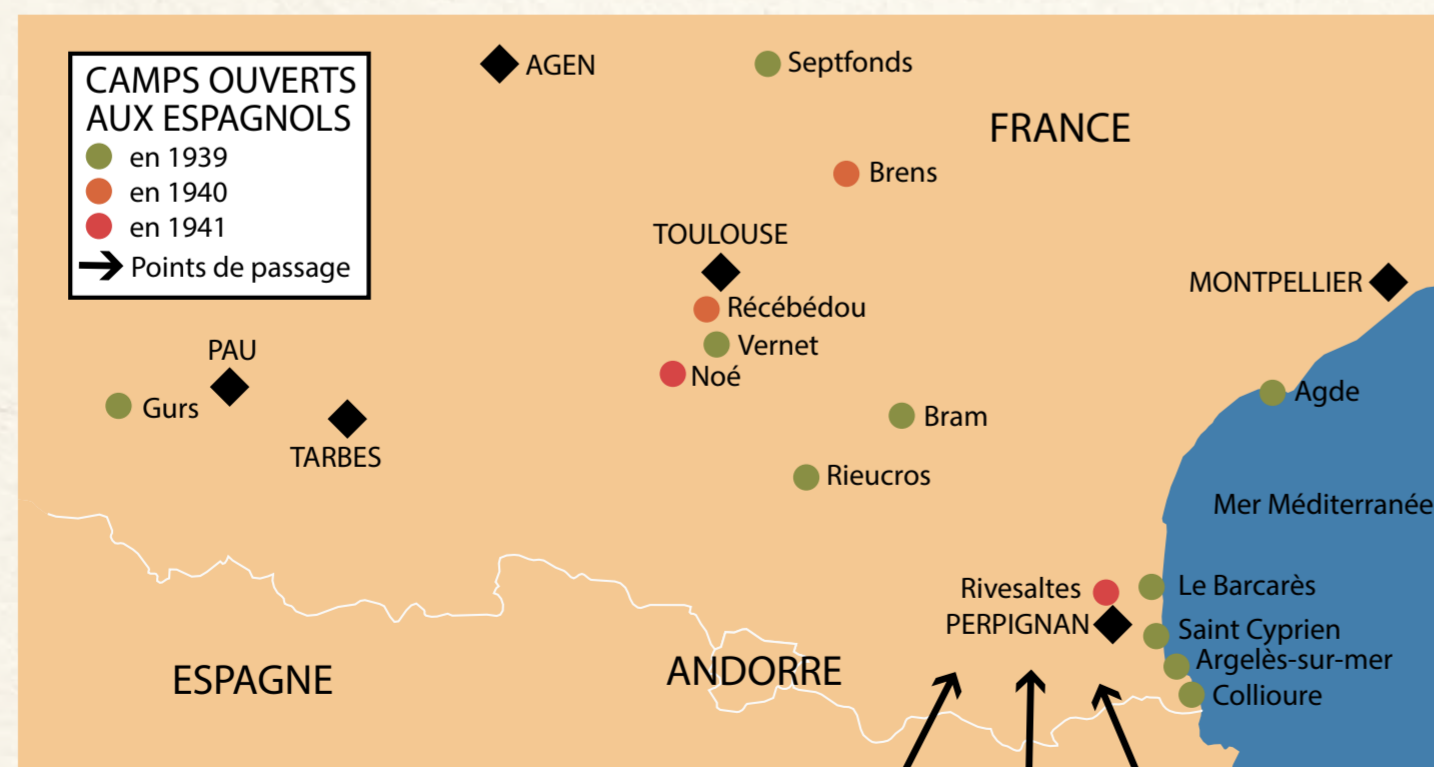 CAMPS OUVERTS
AUX ESPAGNOLS
en 1939
en 1940
en 1941
Points de passage
AGEN
Septfonds
FRANCE
Brens
TOULOUSE
MONTPELLIER
Récébédou
Vernet
PAU
Noé
Gurs
Agde
Bram
TARBES
Rieucros
Mer Méditerranée
Rivesaltes
Le Barcarès
PERPIGNAN
Saint Cyprien
Argelès-sur-mer
ESPAGNE
ANDORRE
Collioure